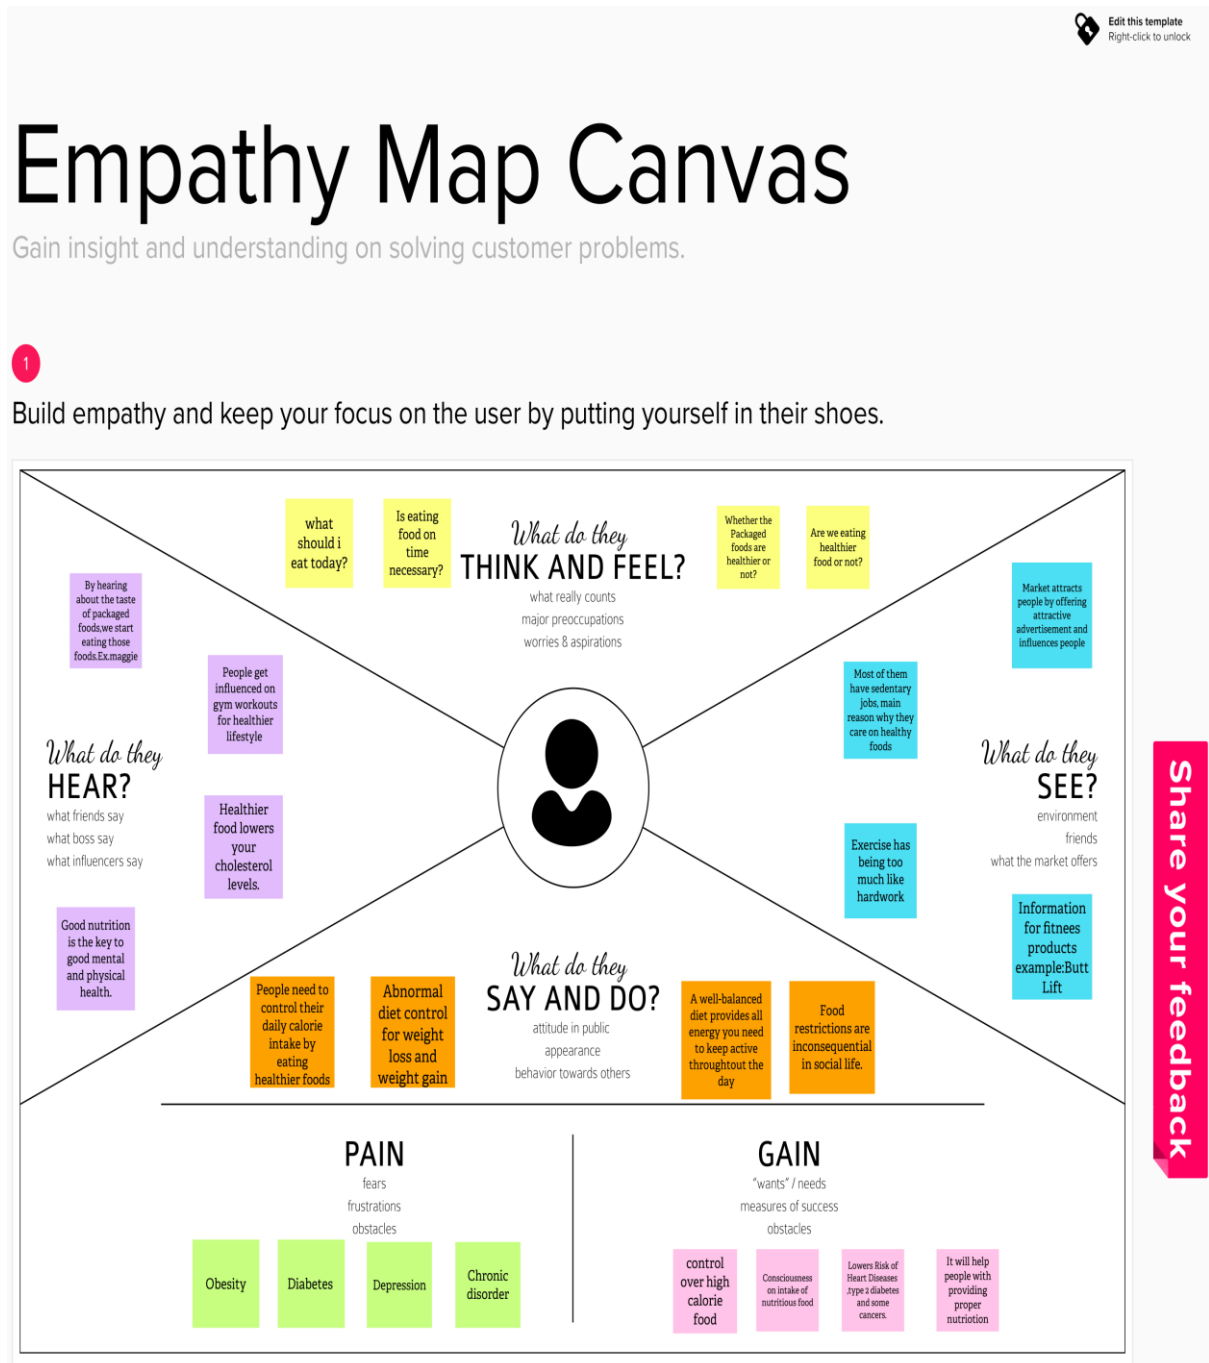 Edit this template
Right-click to unlock
Empathy Map Canvas
Gain insight and understanding on solving customer problems.
1
Build empathy and keep your focus on the user by putting yourself in their shoes.
what
should i
eat today?
Is eating
food on
time
necessary?
What do they
THINK AND FEEL?
what really counts
major preoccupations
worries & aspirations
Whether the
Packaged
foods are
healthier or
not?
Are we eating
healthier
food or not?
By hearing
about the taste
of packaged
foods,we start
eating those
foods.Ex.maggie
People get
influenced on
gym workouts
for healthier
lifestyle
What do they
HEAR?
what friends say
what boss say
what influencers say
Healthier
food lowers
your
cholesterol
levels.
Good nutrition
is the key to
good mental
and physical
health.
Market attracts
people by offering
attractive
advertisement and
influences people
Most of them
have sedentary
jobs, main
reason why they
care on healthy
foods
What do they
SEE?
environment
friends
what the market offers
Exercise has
being too
much like
hardwork
Information
for fitnees
products
example:Butt
Lift
What do they
SAY AND DO?
attitude in public
appearance
behavior towards others
People need to
control their
daily calorie
intake by
eating
healthier foods
Abnormal
diet control
for weight
loss and
weight gain
A well-balanced
diet provides all
energy you need
to keep active
throughtout the
day
Food
restrictions are
inconsequential
in social life.
PAIN
fears
frustrations
obstacles
Obesity
Diabetes
Depression
Chronic
disorder
GAIN
"wants" / needs
measures of success
obstacles
control
over high
calorie
food
Consciousness
on intake of
nutritious food
Lowers Risk of
Heart Diseases
,type 2 diabetes
and some
cancers.
It will help
people with
providing
proper
nutriotion
Share your feedback